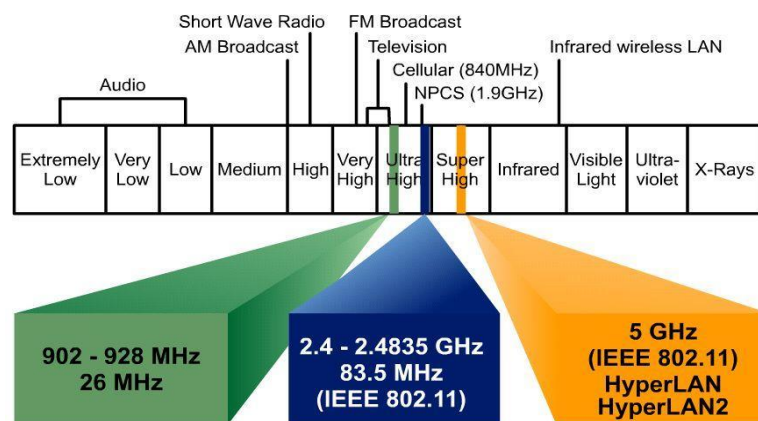 Short Wave Radio
FM Broadcast
AM Broadcast
Television
Infrared wireless LAN
Cellular (840MHz)
NPCS (1.9GHz)
Audio
Extremely
Low
Very
Low
Low
Medium
High
Very
High
Ultra
High
Super
High
Infrared
Visible
Light
Ultra-
violet
X-Rays
902 - 928 MHz
26 MHz
2.4 - 2.4835 GHz
83.5 MHz
(IEEE 802.11)
5 GHz
(IEEE 802.11)
HyperLAN
HyperLAN2